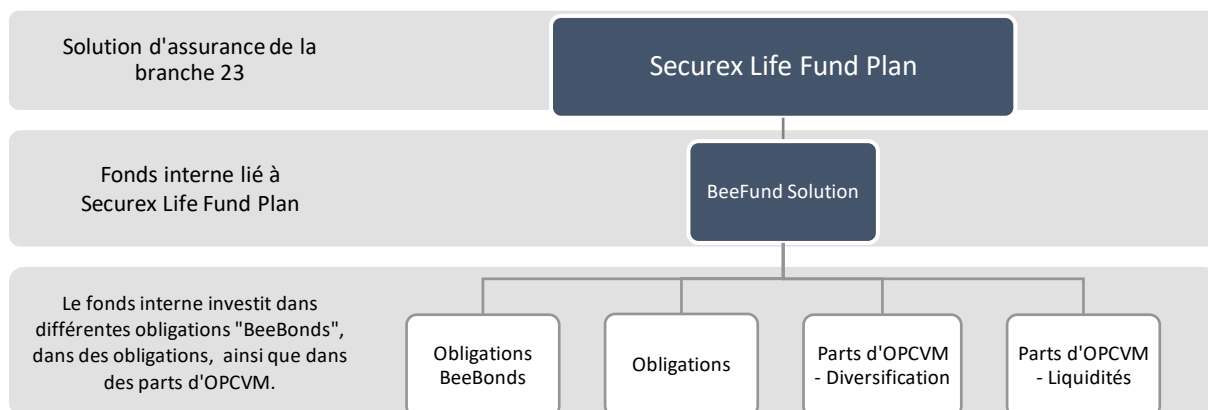 Solution d'assurance de la
branche 23
Securex Life Fund Plan
Fonds interne lié à
Securex Life Fund Plan
BeeFund Solution
Le fonds interne investit dans
différentes obligations "BeeBonds",
dans des obligations, ainsi que dans
des parts d'OPCVM.
Obligations
BeeBonds
Obligations
Parts d'OPCVM
- Diversification
Parts d'OPCVM
- Liquidités